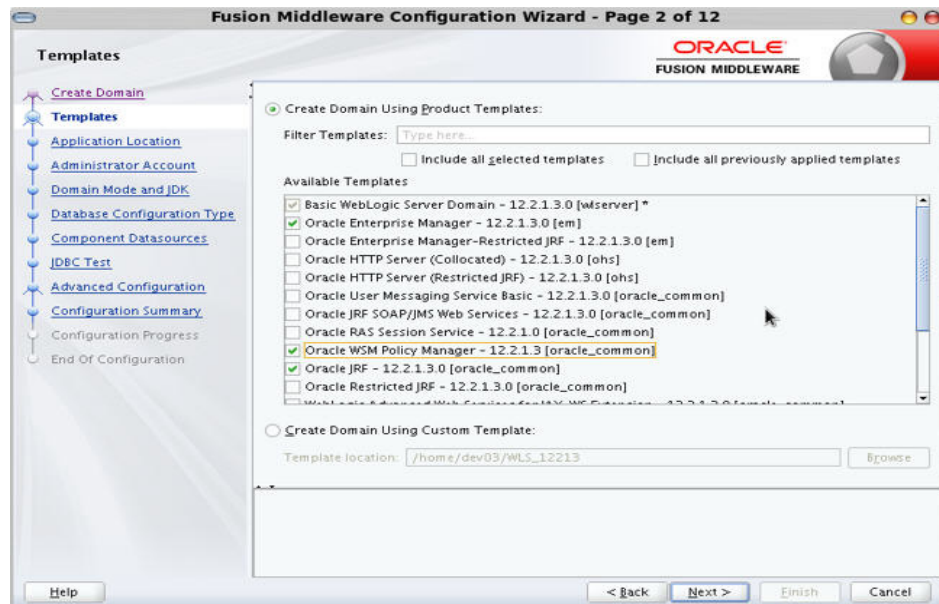 Fusion Middleware Configuration Wizard - Page 2 of 12
Templates
ORACLE
FUSION MIDDLEWARE
Create Domain
Templates
Application Location
Administrator Account
Domain Mode and JDK
Database Configuration Type
Component Datasources
JDBC Test
Advanced Configuration
Configuration Summary
Configuration Progress
End Of Configuration
Create Domain Using Product Templates:
Filter Templates: Type here...
Include all selected templates Include all previously applied templates
Available Templates
Basic WebLogic Server Domain - 12.2.1.3.0 [wlserver] *
Oracle Enterprise Manager - 12.2.1.3.0 [em]
Oracle Enterprise Manager-Restricted JRF - 12.2.1.3.0 [em]
Oracle HTTP Server (Collocated) - 12.2.1.3.0 [ohs]
Oracle HTTP Server (Restricted JRF) - 12.2.1.3.0 [ohs]
Oracle User Messaging Service Basic - 12.2.1.3.0 [oracle_common]
Oracle JRF SOAP/JMS Web Services - 12.2.1.3.0 [oracle_common]
Oracle RAS Session Service - 12.2.1.0 [oracle_common]
Oracle WSM Policy Manager - 12.2.1.3 [oracle_common]
Oracle JRF - 12.2.1.3.0 [oracle_common]
Oracle Restricted JRF - 12.2.1.3.0 [oracle_common]
Create Domain Using Custom Template:
Template location: /home/dev03/WLS_12213 Browse
Help < Back Next > Finish Cancel